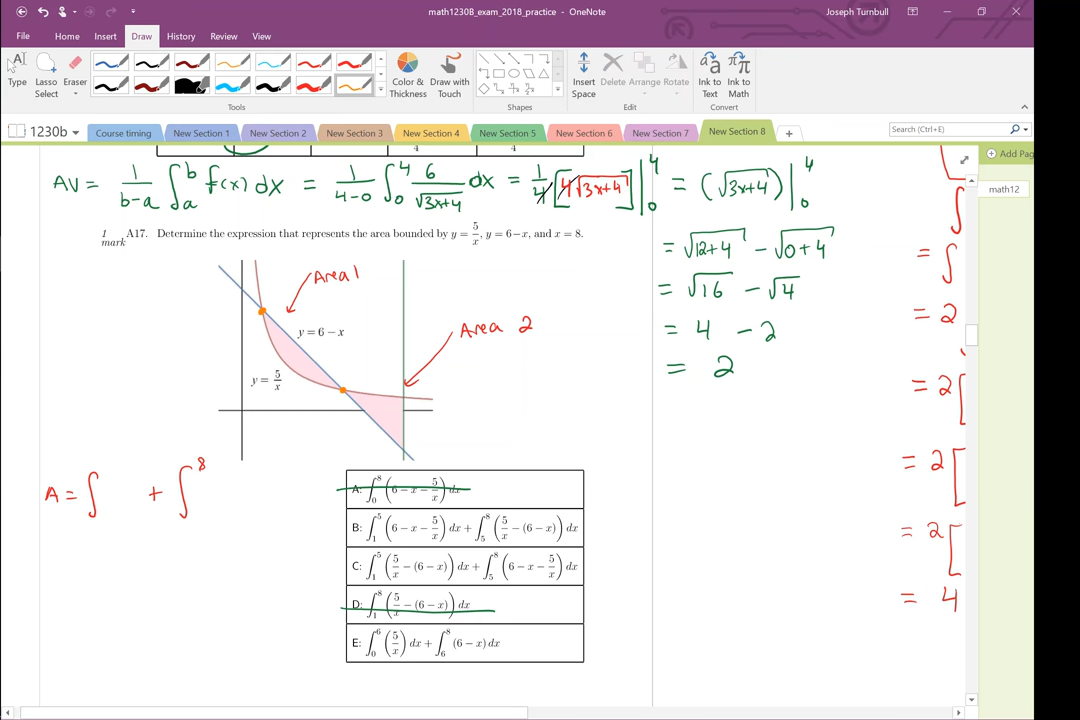 math1230B_exam_2018_practice - OneNote
Joseph Turnbull
File Home Insert Draw History Review View
Type
Lasso Select
Eraser
Color & Thickness
Draw with Touch
Insert Space
Delete
Arrange
Rotate
Ink to Text
Ink to Math
Tools
Shapes
Edit
Convert
1230b
Course timing
New Section 1
New Section 2
New Section 3
New Section 4
New Section 5
New Section 6
New Section 7
New Section 8
Search (Ctrl+E)
Add Pag
math12
4 4
AV = 1/(b-a) ∫_a^b f(x) dx = 1/(4-0) ∫_0^4 6/√(3x+4) dx = 1/4 [4√(3x+4)] |_0^4 = (√(3x+4)) |_0^4
= √(12+4) - √(0+4)
= √16 - √4
= 4 - 2
= 2
1 mark A17. Determine the expression that represents the area bounded by y = 5/x, y = 6 − x, and x = 8.
Area 1
y = 6 − x
Area 2
y = 5/x
A = ∫ + ∫^8
A: ∫_0^8 (6 − x − 5/x) dx
B: ∫_1^5 (6 − x − 5/x) dx + ∫_5^8 (5/x − (6 − x)) dx
C: ∫_1^5 (5/x − (6 − x)) dx + ∫_5^8 (6 − x − 5/x) dx
D: ∫_1^8 (5/x − (6 − x)) dx
E: ∫_0^6 (5/x) dx + ∫_6^8 (6 − x) dx
∫
= ∫
= 2
= 2[
= 2[
= 2[
= 4